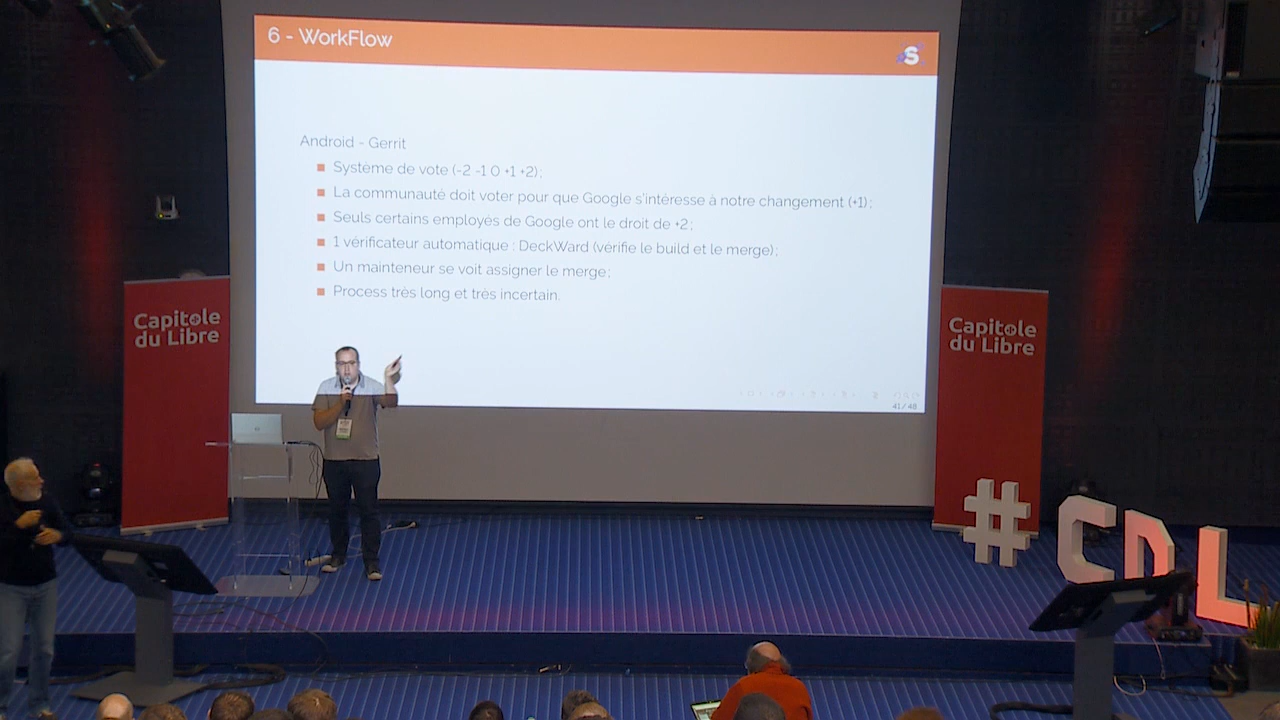 6 - WorkFlow
S
Android - Gerrit
Système de vote (-2 -1 0 +1 +2) ;
La communauté doit voter pour que Google s'intéresse à notre changement (+1) ;
Seuls certains employés de Google ont le droit de +2 ;
1 vérificateur automatique : DeckWard (vérifie le build et le merge) ;
Un mainteneur se voit assigner le merge ;
Process très long et très incertain.
41 / 48
Capitole
du Libre
Capitole
du Libre
#CDL